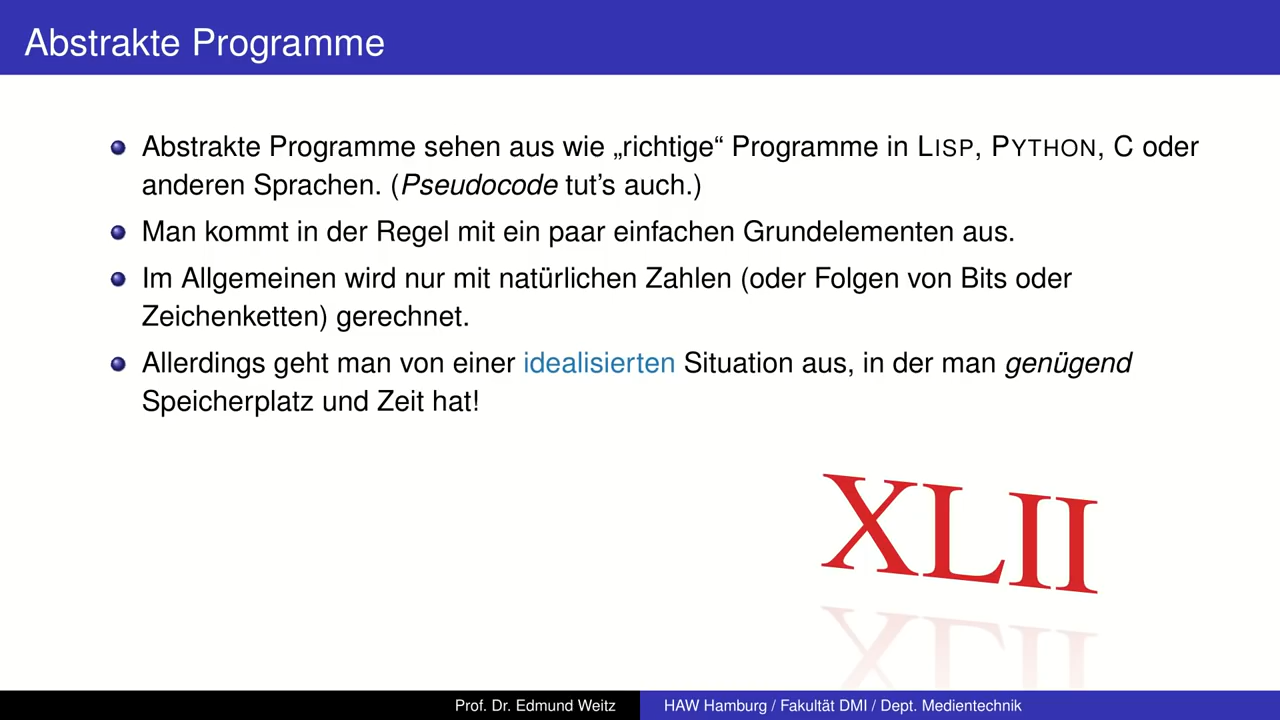 Abstrakte Programme
Abstrakte Programme sehen aus wie „richtige“ Programme in LISP, PYTHON, C oder
anderen Sprachen. (Pseudocode tut's auch.)
Man kommt in der Regel mit ein paar einfachen Grundelementen aus.
Im Allgemeinen wird nur mit natürlichen Zahlen (oder Folgen von Bits oder
Zeichenketten) gerechnet.
Allerdings geht man von einer idealisierten Situation aus, in der man genügend
Speicherplatz und Zeit hat!
XLII
Prof. Dr. Edmund Weitz
HAW Hamburg / Fakultät DMI / Dept. Medientechnik